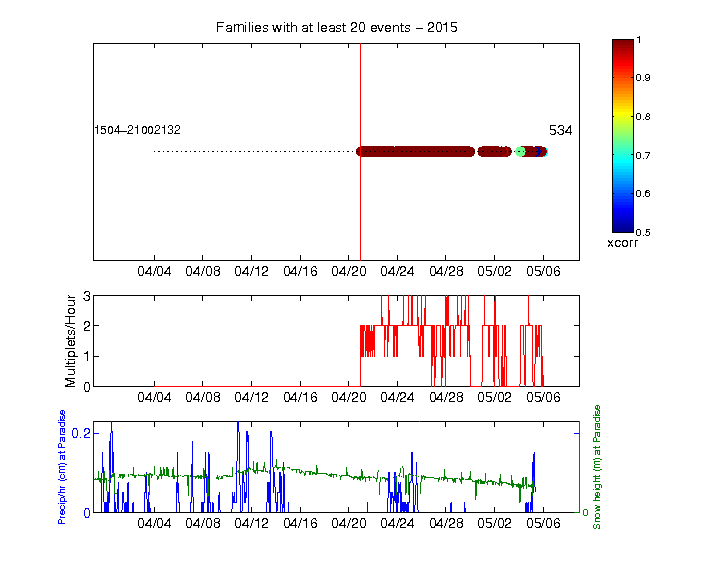 Families with at least 20 events – 2015
1504–21002132
534
04/04 04/08 04/12 04/16 04/20 04/24 04/28 05/02 05/06
1
0.9
0.8
0.7
0.6
0.5
xcorr
Multiplets/Hour
3
2
1
0
04/04 04/08 04/12 04/16 04/20 04/24 04/28 05/02 05/06
Precip/hr (cm) at Paradise
0.2
0
04/04 04/08 04/12 04/16 04/20 04/24 04/28 05/02 05/06
0
Snow height (m) at Paradise